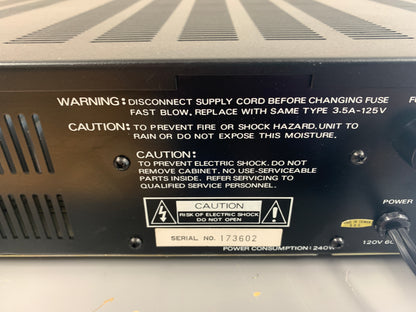 WARNING: DISCONNECT SUPPLY CORD BEFORE CHANGING FUSE
FAST BLOW, REPLACE WITH SAME TYPE 3.5A-125V
CAUTION: TO PREVENT FIRE OR SHOCK HAZARD, UNIT TO
RAIN OR DO NOT EXPOSE THIS MOISTURE.
CAUTION:
TO PREVENT ELECTRIC SHOCK. DO NOT
REMOVE CABINET. NO USE-SERVICEABLE
PARTS INSIDE. REFER SERVICING TO
QUALIFIED SERVICE PERSONNEL.
CAUTION
RISK OF ELECTRIC SHOCK
DO NOT OPEN
SERIAL NO. 173602
POWER CONSUMPTION: 240W
POWER
120V 60